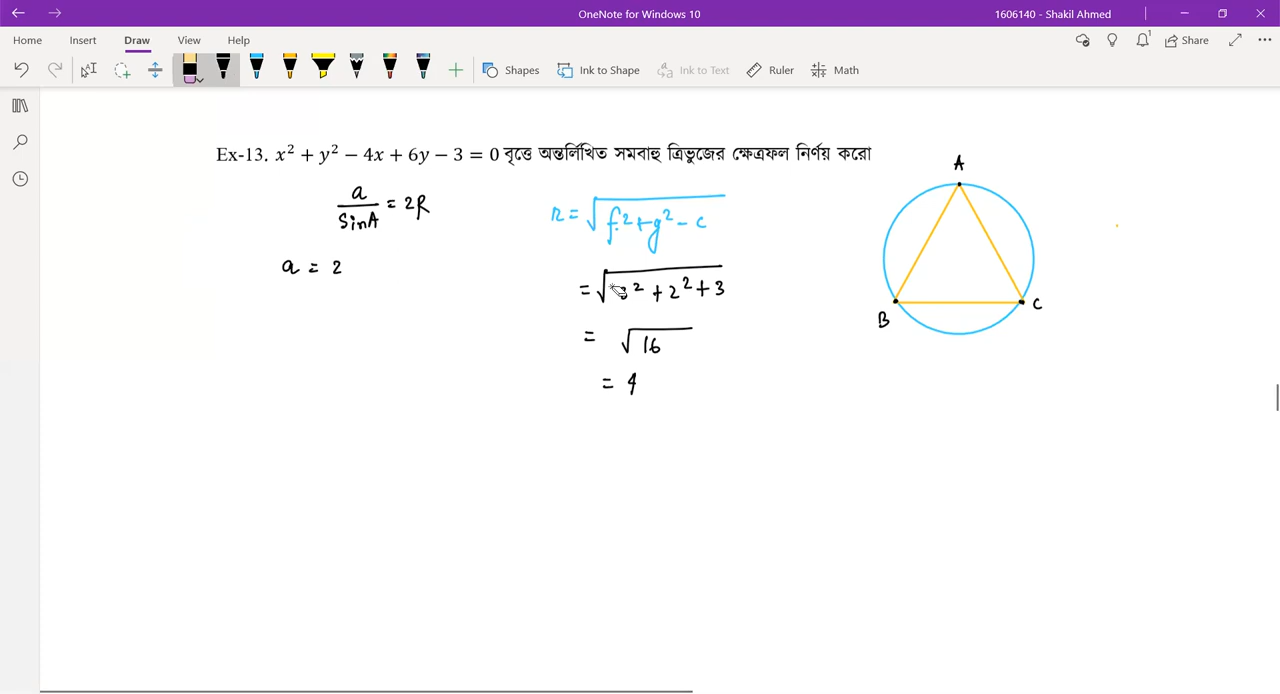 OneNote for Windows 10
1606140 - Shakil Ahmed
Home Insert Draw View Help
1
Share
Shapes
Ink to Shape
Ink to Text
Ruler
Math
Ex-13. x² + y² − 4x + 6y − 3 = 0 বৃত্তে অন্তর্লিখিত সমবাহু ত্রিভুজের ক্ষেত্রফল নির্ণয় করো
a/SinA = 2R
a = 2
r = √(f² + g² − c)
= √(3² + 2² + 3)
= √16
= 4
A
B
C